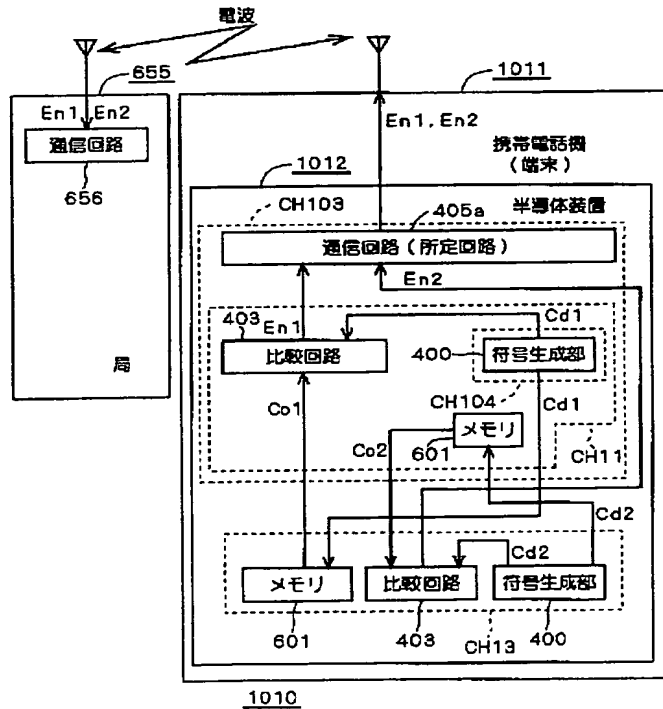 電波
655
1011
En1 En2
En1, En2
通信回路
656
携帯電話機
(端末)
1012
CH103
405a
半導体装置
通信回路(所定回路)
En2
403
En1
Cd1
比較回路
400
符号生成部
局
Co1
CH104
Cd1
メモリ
Co2
601
CH11
Cd2
Cd2
メモリ
比較回路
符号生成部
601
403
400
CH13
1010